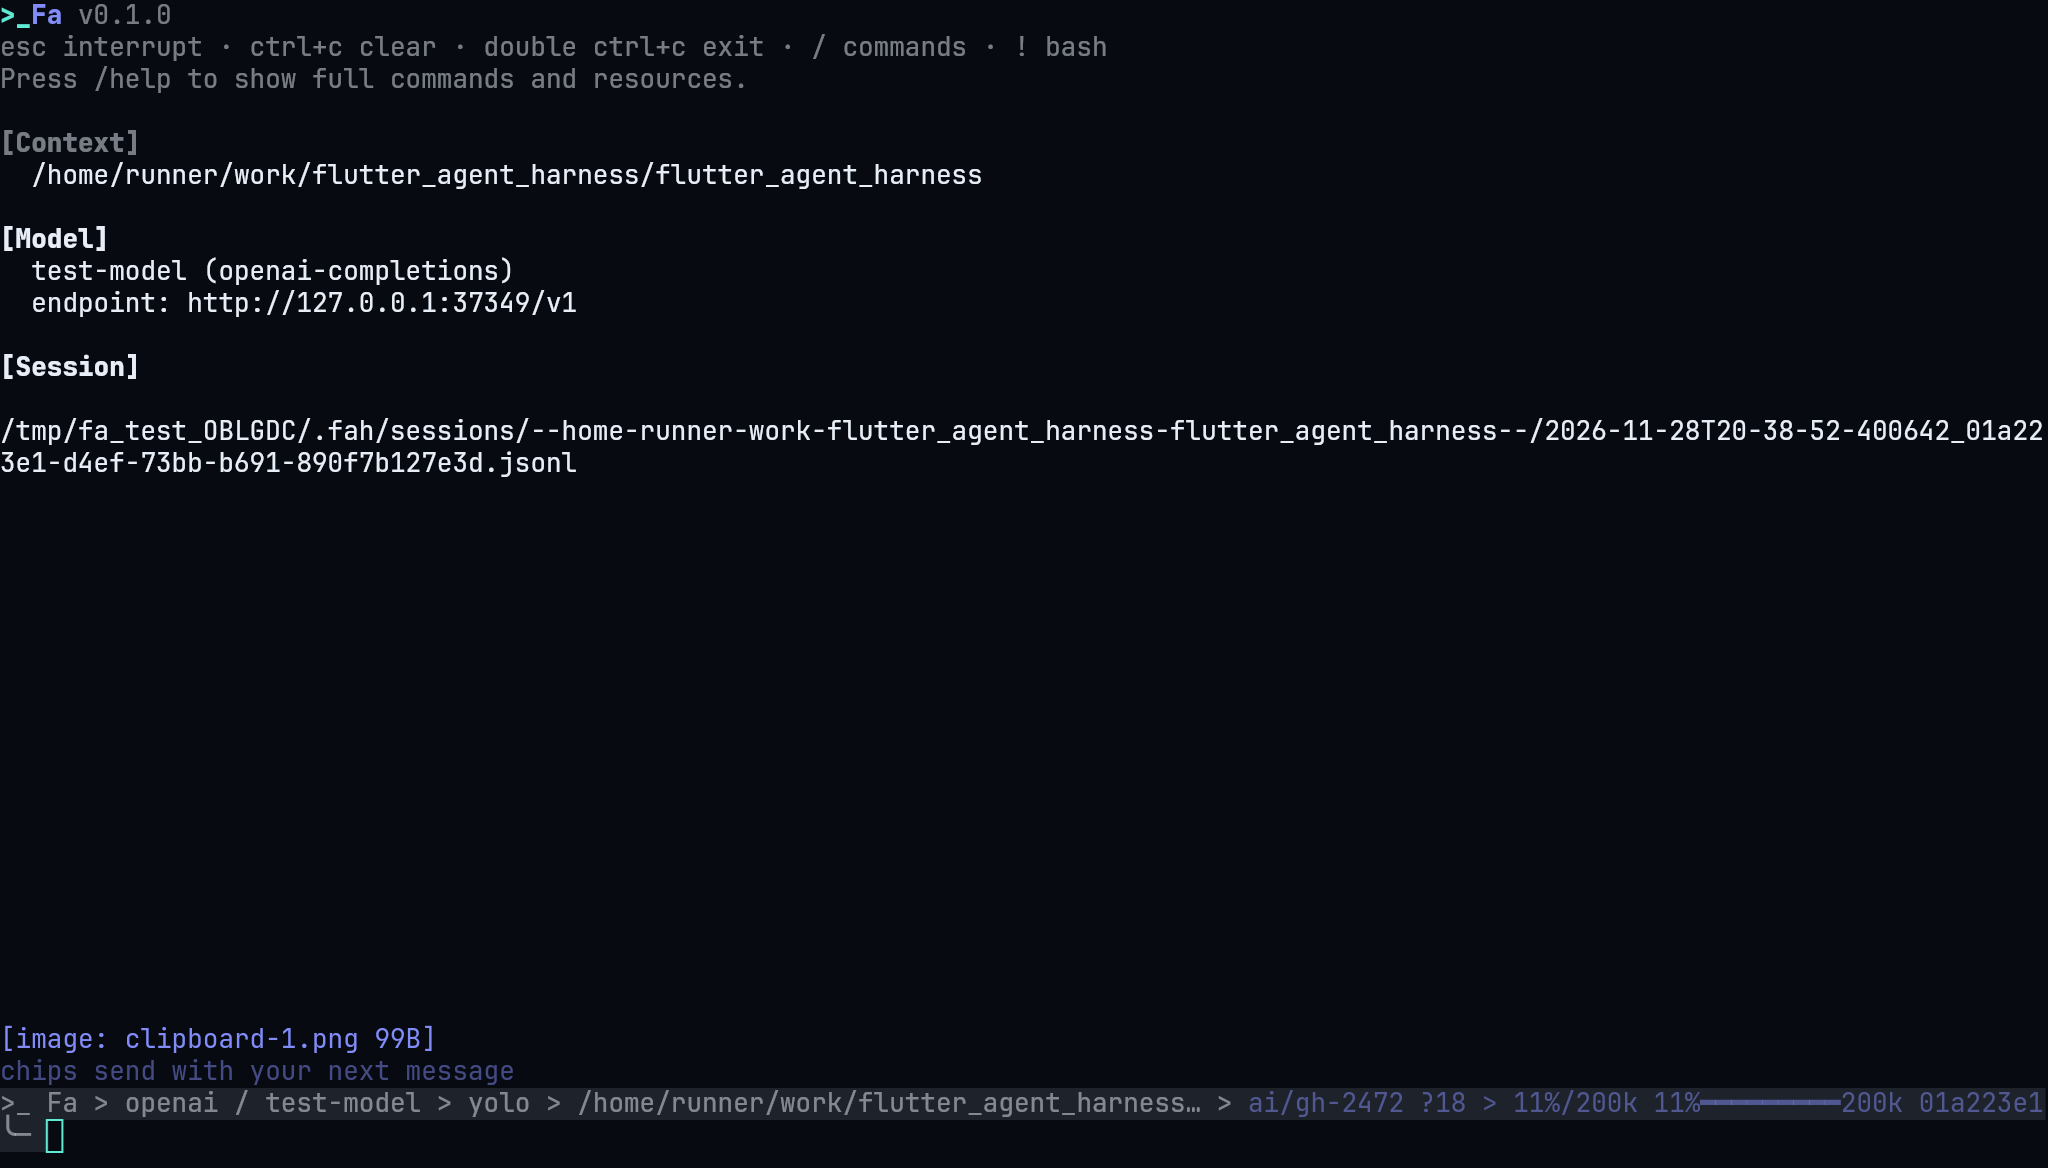 >_Fa v0.1.0
esc interrupt · ctrl+c clear · double ctrl+c exit · / commands · ! bash
Press /help to show full commands and resources.
[Context]
/home/runner/work/flutter_agent_harness/flutter_agent_harness
[Model]
test-model (openai-completions)
endpoint: http://127.0.0.1:37349/v1
[Session]
/tmp/fa_test_OBLGDC/.fah/sessions/--home-runner-work-flutter_agent_harness-flutter_agent_harness--/2026-11-28T20-38-52-400642_01a22
3e1-d4ef-73bb-b691-890f7b127e3d.jsonl
[image: clipboard-1.png 99B]
chips send with your next message
>_ Fa > openai / test-model > yolo > /home/runner/work/flutter_agent_harness… > ai/gh-2472 ?18 > 11%/200k 11%━━━━━━━━━200k 01a223e1